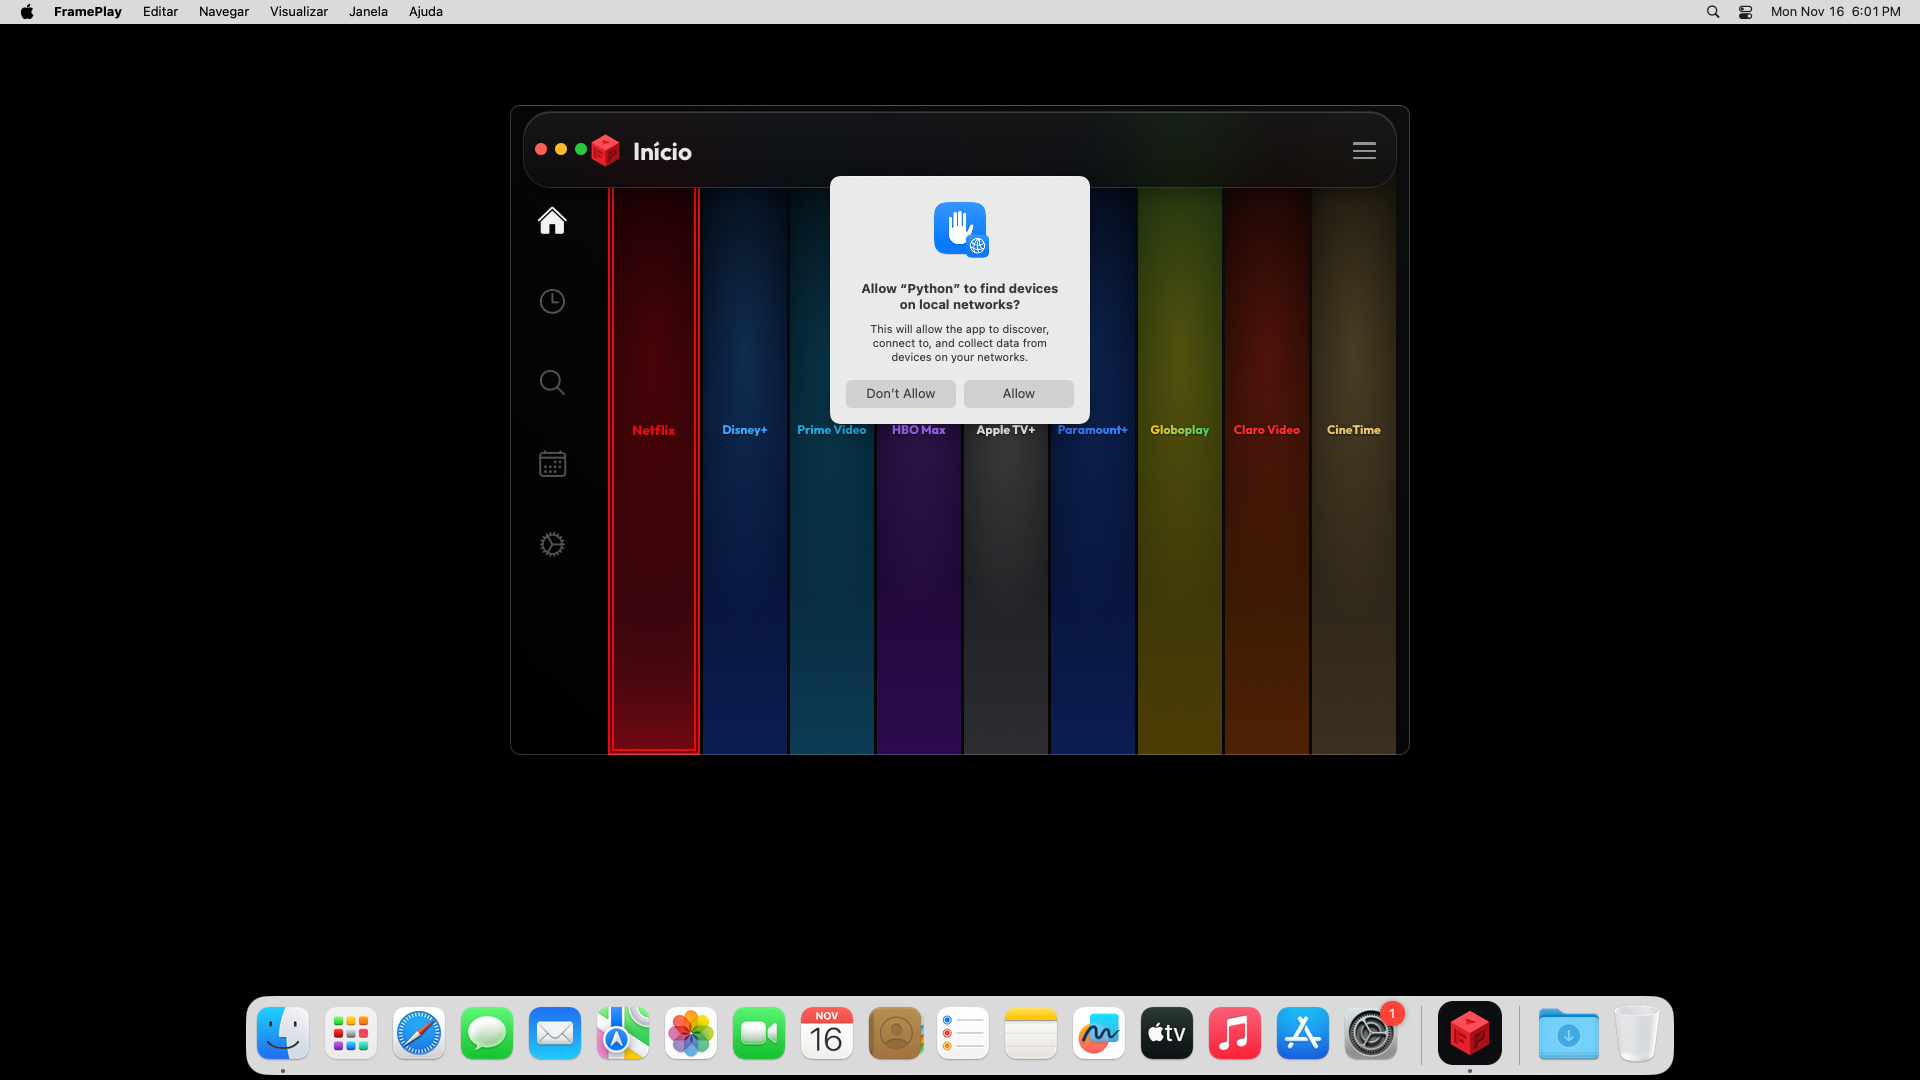 FramePlay Editar Navegar Visualizar Janela Ajuda Mon Nov 16 6:01 PM
Início
Allow “Python” to find devices
on local networks?
This will allow the app to discover,
connect to, and collect data from
devices on your networks.
Don’t Allow Allow
Netflix Disney+ Prime Video HBO Max Apple TV+ Paramount+ Globoplay Claro Video CineTime
NOV
16
tv
1